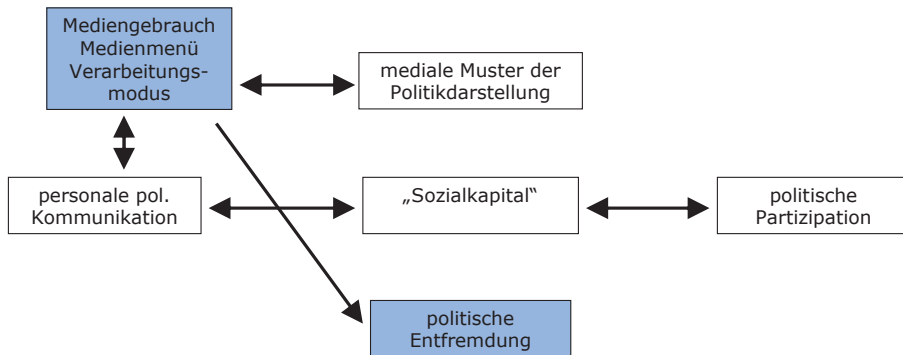 Mediengebrauch
Medienmenü
Verarbeitungs-
modus
mediale Muster der
Politikdarstellung
personale pol.
Kommunikation
„Sozialkapital“
politische
Partizipation
politische
Entfremdung